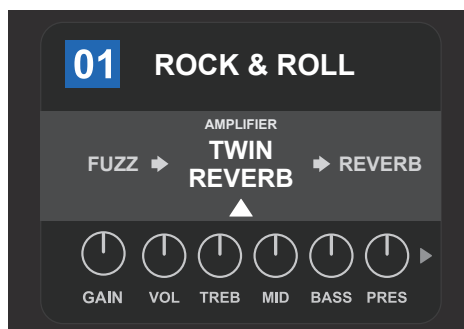 01 ROCK & ROLL
AMPLIFIER
FUZZ TWIN REVERB REVERB
GAIN VOL TREB MID BASS PRES